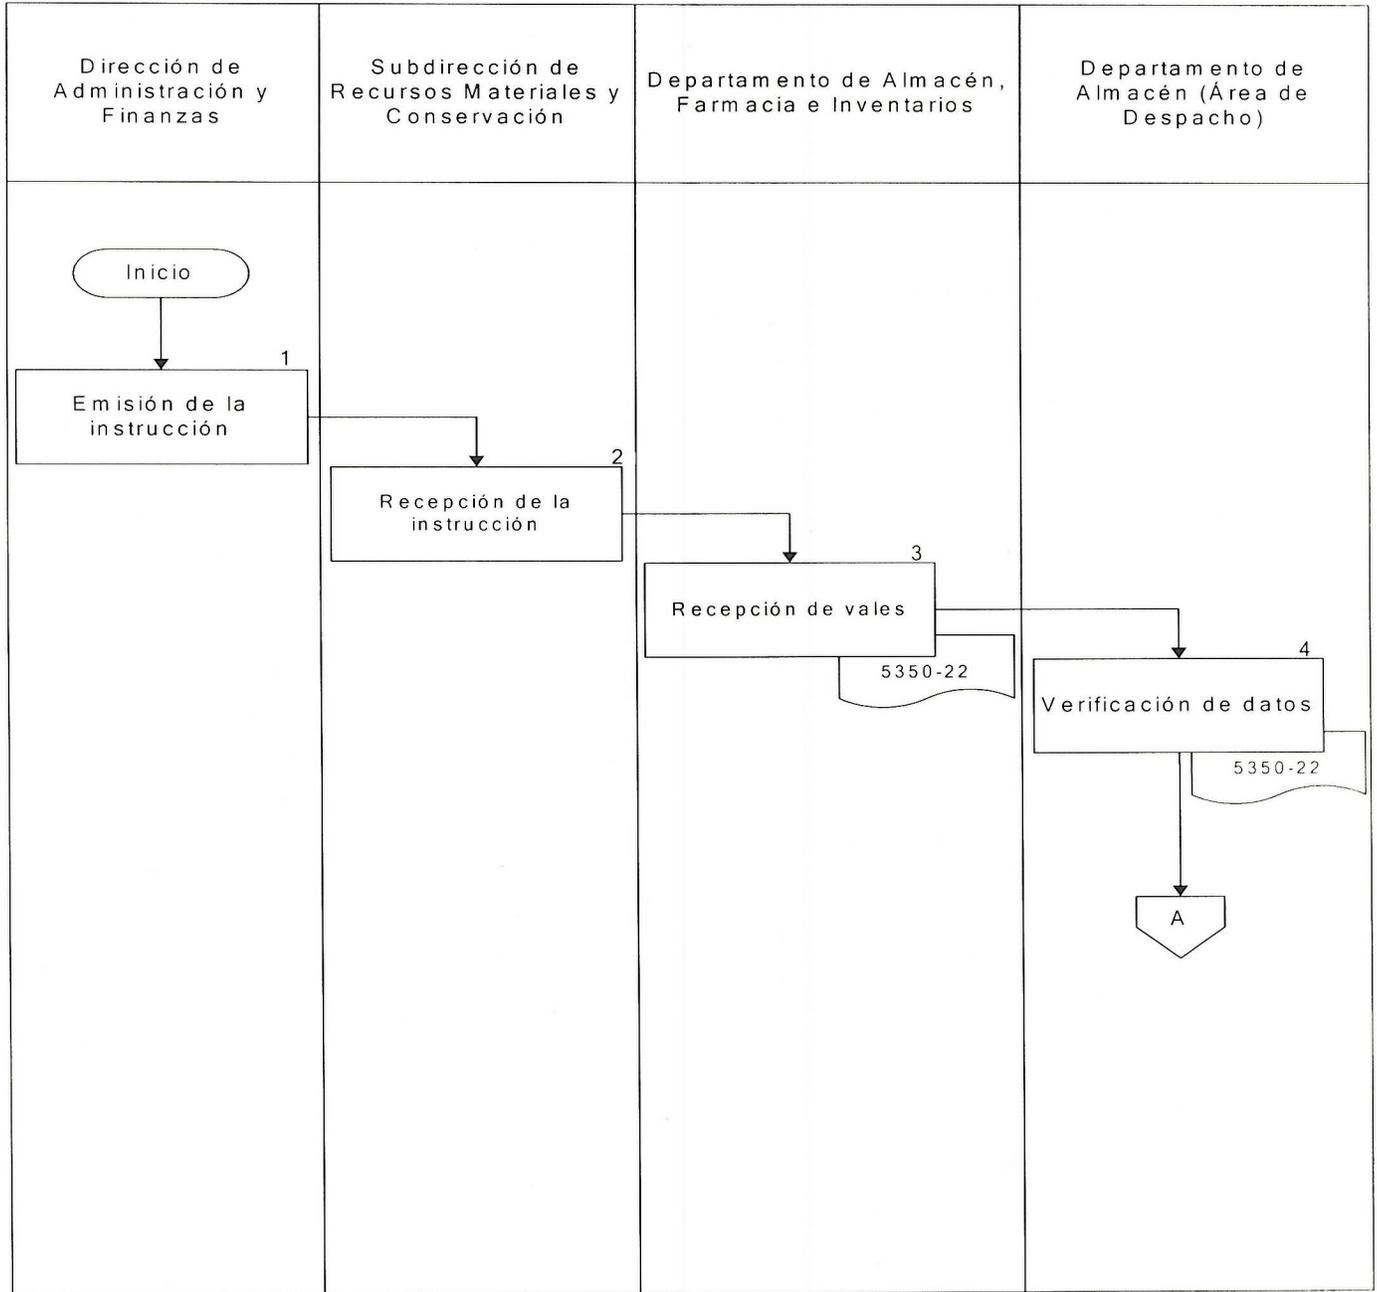 Dirección de
Administración y
Finanzas
Subdirección de
Recursos Materiales y
Conservación
Departamento de Almacén,
Farmacia e Inventarios
Departamento de
Almacén (Área de
Despacho)
Inicio
1
Emisión de la
instrucción
2
Recepción de la
instrucción
3
Recepción de vales
5350-22
4
Verificación de datos
5350-22
A